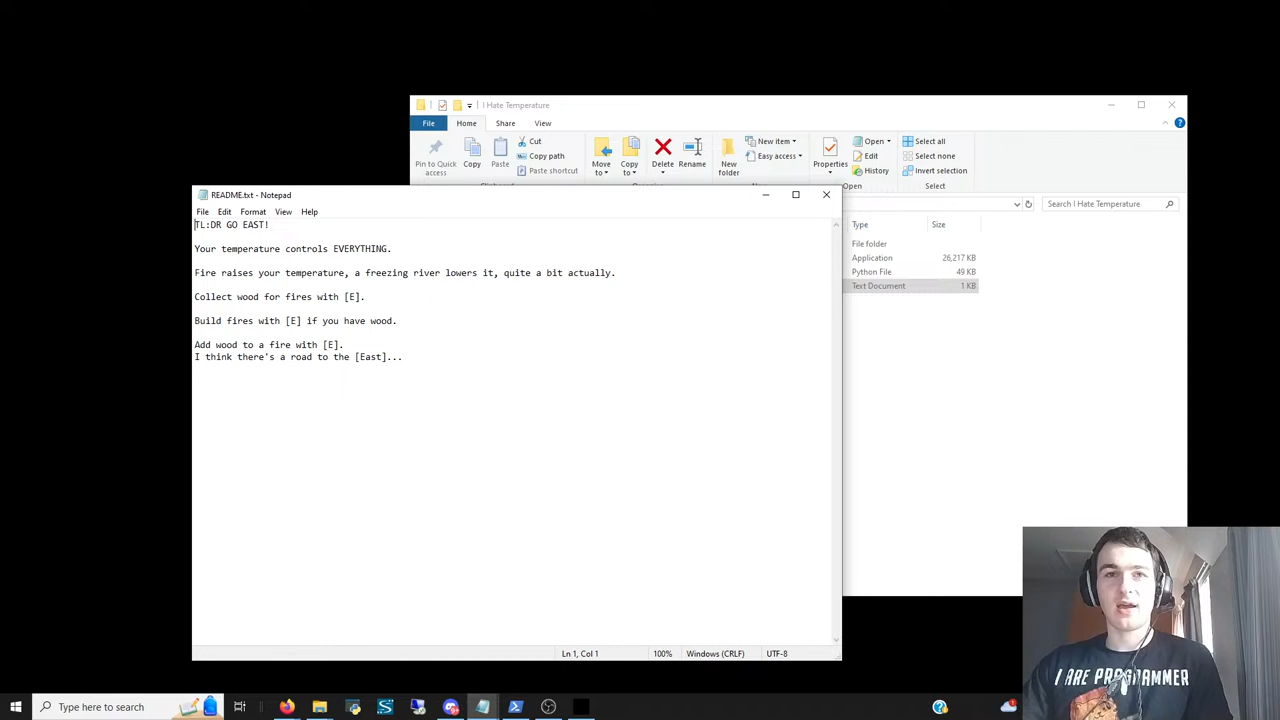 I Hate Temperature
File Home Share View
Pin to Quick access
Copy
Paste
Cut
Copy path
Paste shortcut
Move to
Copy to
Delete
Rename
New folder
New item
Easy access
Properties
Open
Edit
History
Select all
Select none
Invert selection
Open
Select
Search I Hate Temperature
Type Size
File folder
Application 26,217 KB
Python File 49 KB
Text Document 1 KB
README.txt - Notepad
File Edit Format View Help
TL:DR GO EAST!
Your temperature controls EVERYTHING.
Fire raises your temperature, a freezing river lowers it, quite a bit actually.
Collect wood for fires with [E].
Build fires with [E] if you have wood.
Add wood to a fire with [E].
I think there's a road to the [East]...
Ln 1, Col 1 100% Windows (CRLF) UTF-8
I ARE PROGRAMMER
Type here to search